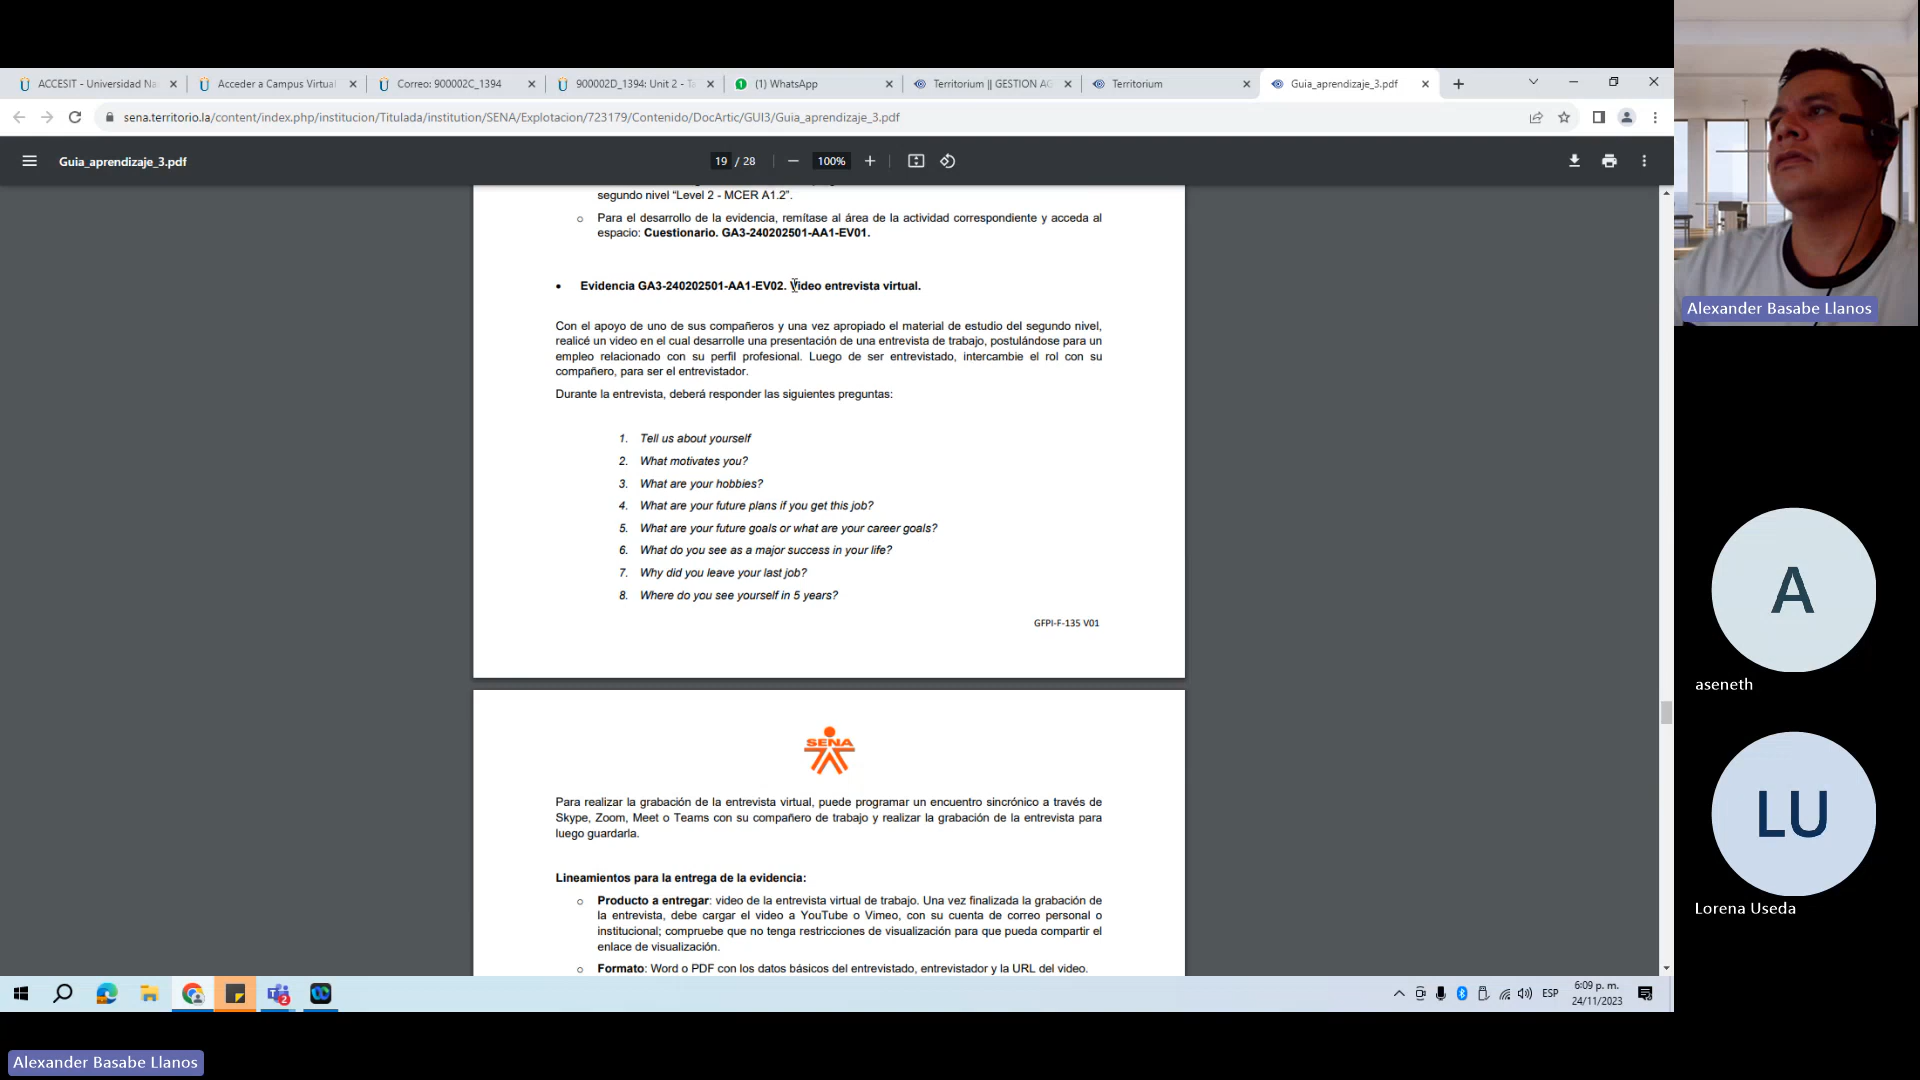 ACCESIT - Universidad Na
Acceder a Campus Virtual
Correo: 900002C_1394
900002D_1394: Unit 2 - Ta
(1) WhatsApp
Territorium || GESTION AG
Territorium
Guia_aprendizaje_3.pdf
sena.territorio.la/content/index.php/institucion/Titulada/institution/SENA/Explotacion/723179/Contenido/DocArtic/GUI3/Guia_aprendizaje_3.pdf
Guia_aprendizaje_3.pdf
19 / 28
100%
segundo nivel “Level 2 - MCER A1.2”.
Para el desarrollo de la evidencia, remítase al área de la actividad correspondiente y acceda al
espacio: Cuestionario. GA3-240202501-AA1-EV01.
Evidencia GA3-240202501-AA1-EV02. Video entrevista virtual.
Con el apoyo de uno de sus compañeros y una vez apropiado el material de estudio del segundo nivel,
realicé un video en el cual desarrolle una presentación de una entrevista de trabajo, postulándose para un
empleo relacionado con su perfil profesional. Luego de ser entrevistado, intercambie el rol con su
compañero, para ser el entrevistador.
Durante la entrevista, deberá responder las siguientes preguntas:
1. Tell us about yourself
2. What motivates you?
3. What are your hobbies?
4. What are your future plans if you get this job?
5. What are your future goals or what are your career goals?
6. What do you see as a major success in your life?
7. Why did you leave your last job?
8. Where do you see yourself in 5 years?
GFPI-F-135 V01
SENA
Para realizar la grabación de la entrevista virtual, puede programar un encuentro sincrónico a través de
Skype, Zoom, Meet o Teams con su compañero de trabajo y realizar la grabación de la entrevista para
luego guardarla.
Lineamientos para la entrega de la evidencia:
Producto a entregar: video de la entrevista virtual de trabajo. Una vez finalizada la grabación de
la entrevista, debe cargar el video a YouTube o Vimeo, con su cuenta de correo personal o
institucional; compruebe que no tenga restricciones de visualización para que pueda compartir el
enlace de visualización.
Formato: Word o PDF con los datos básicos del entrevistado, entrevistador y la URL del video.
ESP
6:09 p. m.
24/11/2023
Alexander Basabe Llanos
A
aseneth
LU
Lorena Useda
Alexander Basabe Llanos